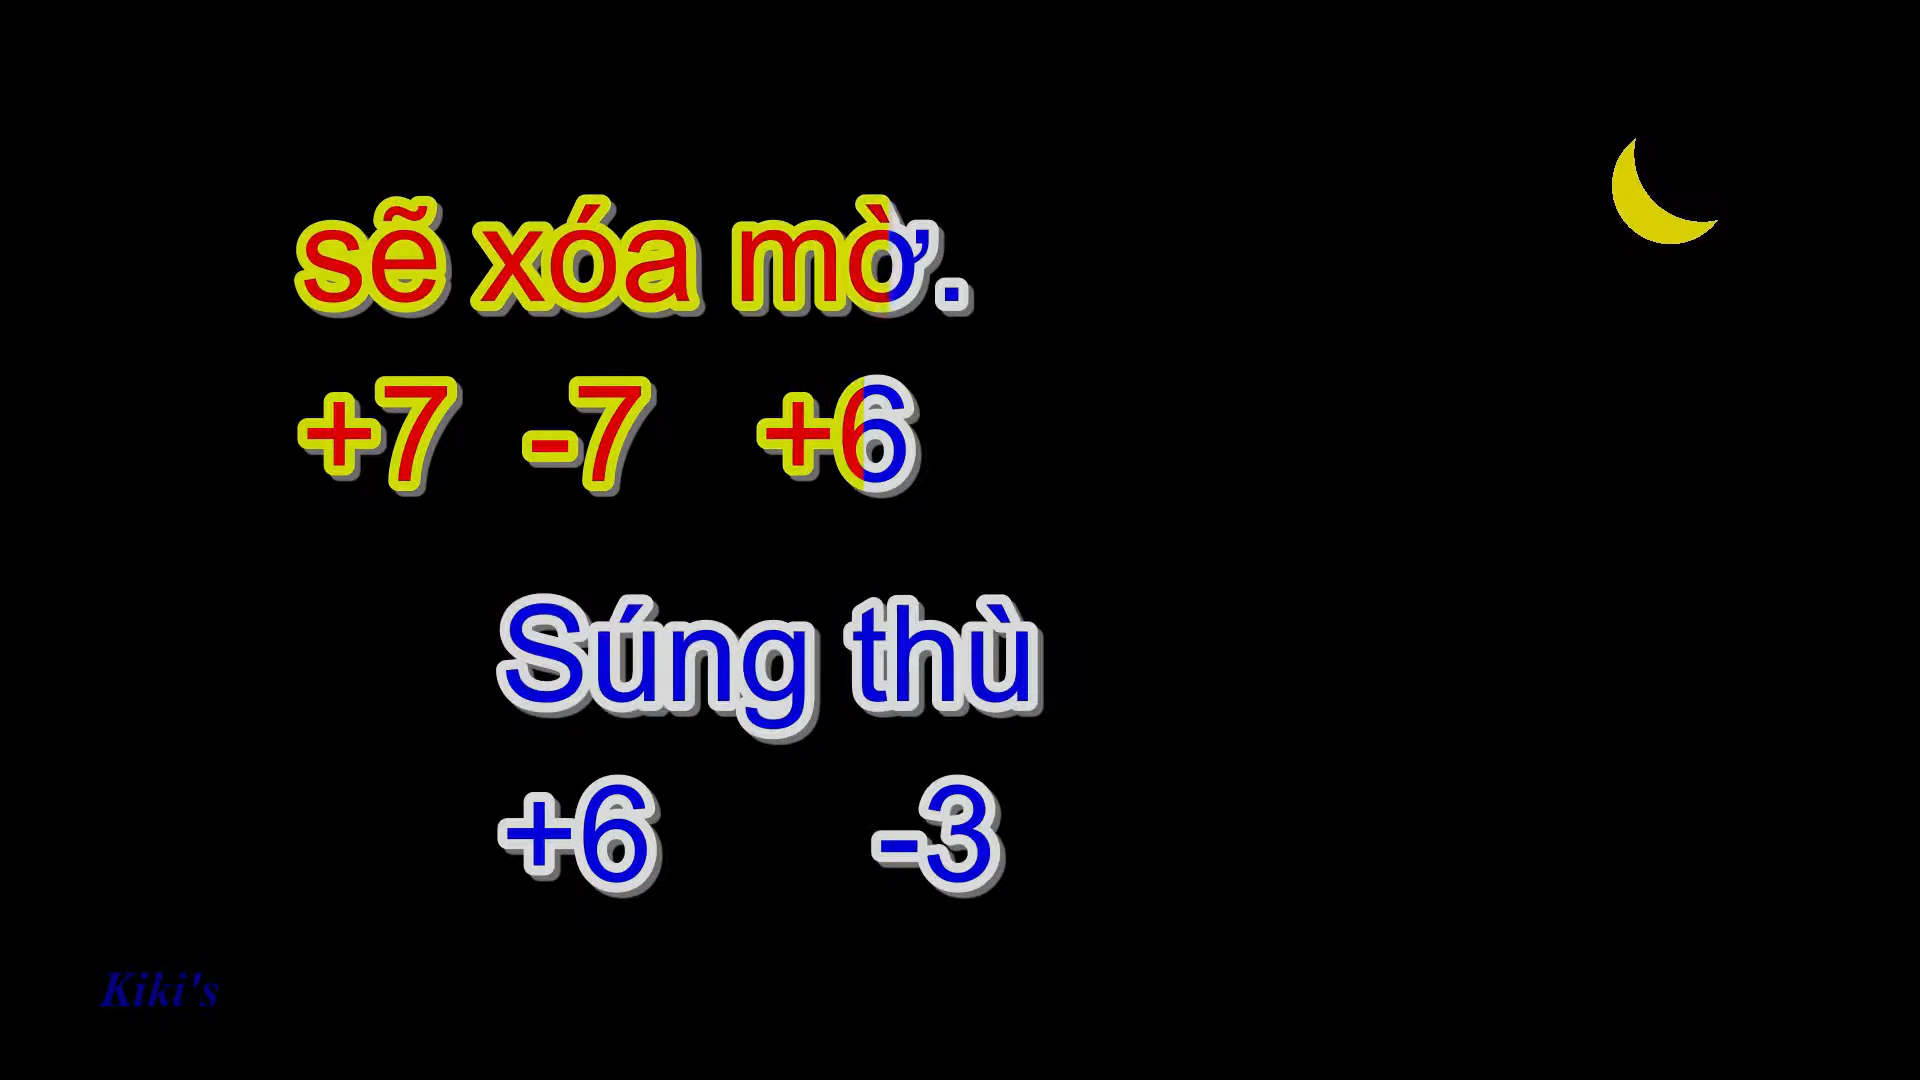 sẽ xóa mờ.
+7 -7 +6
Súng thù
+6 -3
Kiki's